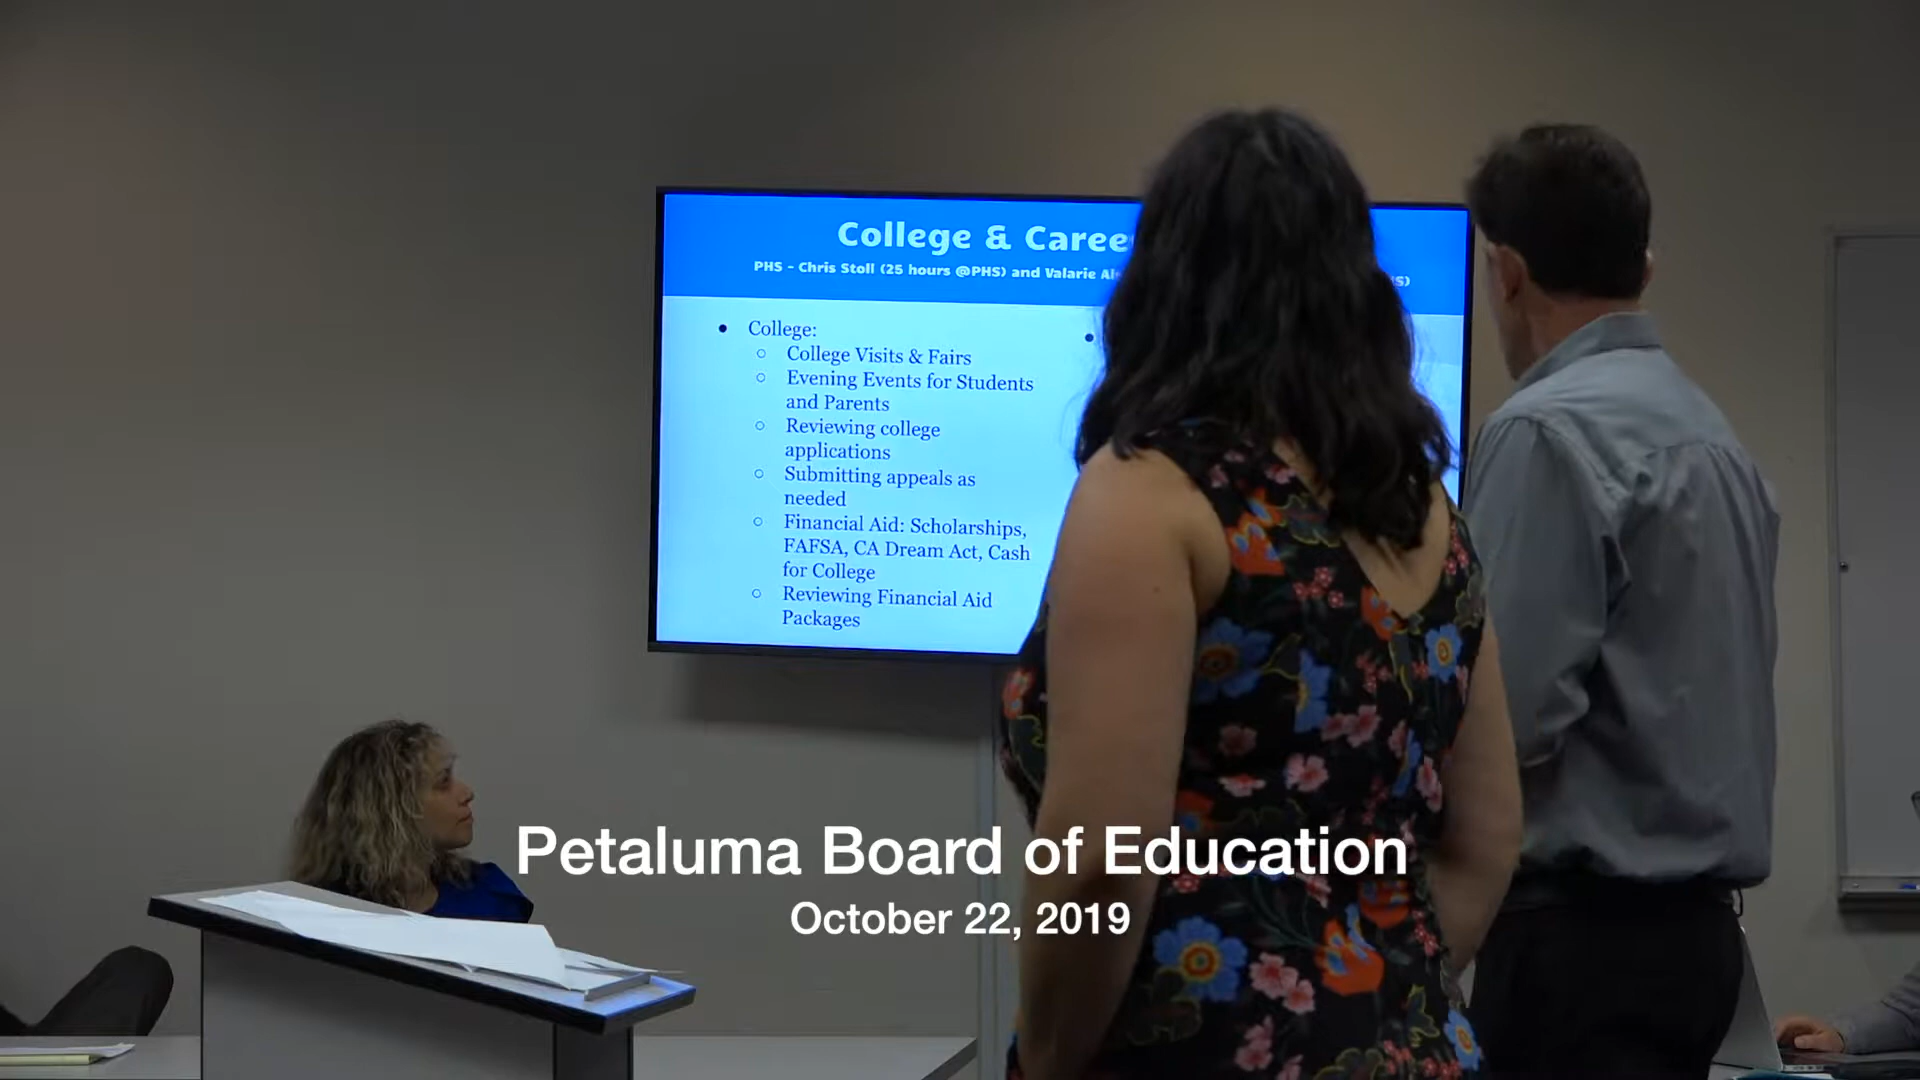 College & Caree
PHS - Chris Stoll (25 hours @PHS) and Valarie
• College:
○ College Visits & Fairs
○ Evening Events for Students
and Parents
○ Reviewing college
applications
○ Submitting appeals as
needed
○ Financial Aid: Scholarships,
FAFSA, CA Dream Act, Cash
for College
○ Reviewing Financial Aid
Packages
•
Petaluma Board of Education
October 22, 2019